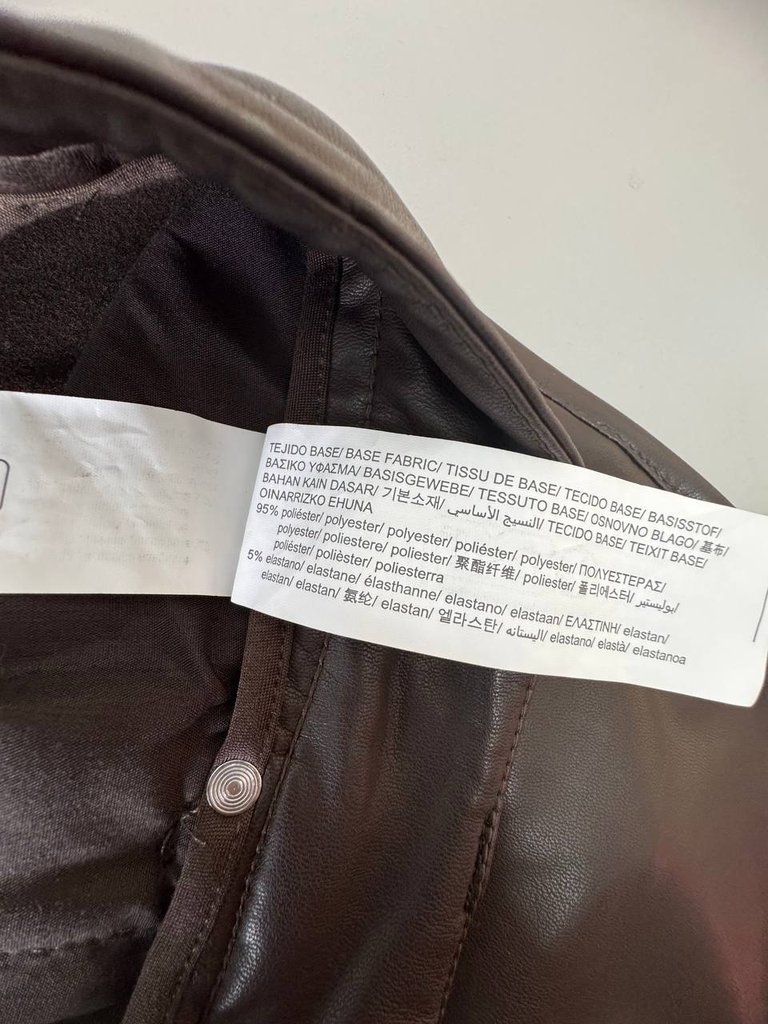 TEJIDO BASE/ BASE FABRIC/ TISSU DE BASE/ TECIDO BASE/ BASISSTOF/
ΒΑΣΙΚΟ ΥΦΑΣΜΑ/ BASISGEWEBE/ TESSUTO BASE/ OSNOVNO BLAGO/ 基布/
BAHAN KAIN DASAR/ 기본소재/ النسيج الأساسي/ TECIDO BASE/ TEIXIT BASE/
OINARRIZKO EHUNA
95% poliéster/ polyester/ polyester/ poliéster/ polyester/ ΠΟΛΥΕΣΤΕΡΑΣ/
polyester/ poliestere/ poliester/ 聚酯纤维/ poliester/ 폴리에스터/ بوليستير/
poliéster/ polièster/ poliesterra
5% elastano/ elastane/ élasthanne/ elastano/ elastaan/ ΕΛΑΣΤΙΝΗ/ elastan/
elastan/ elastan/ 氨纶/ elastan/ 엘라스탄/ اليستانه/ elastano/ elastà/ elastanoa